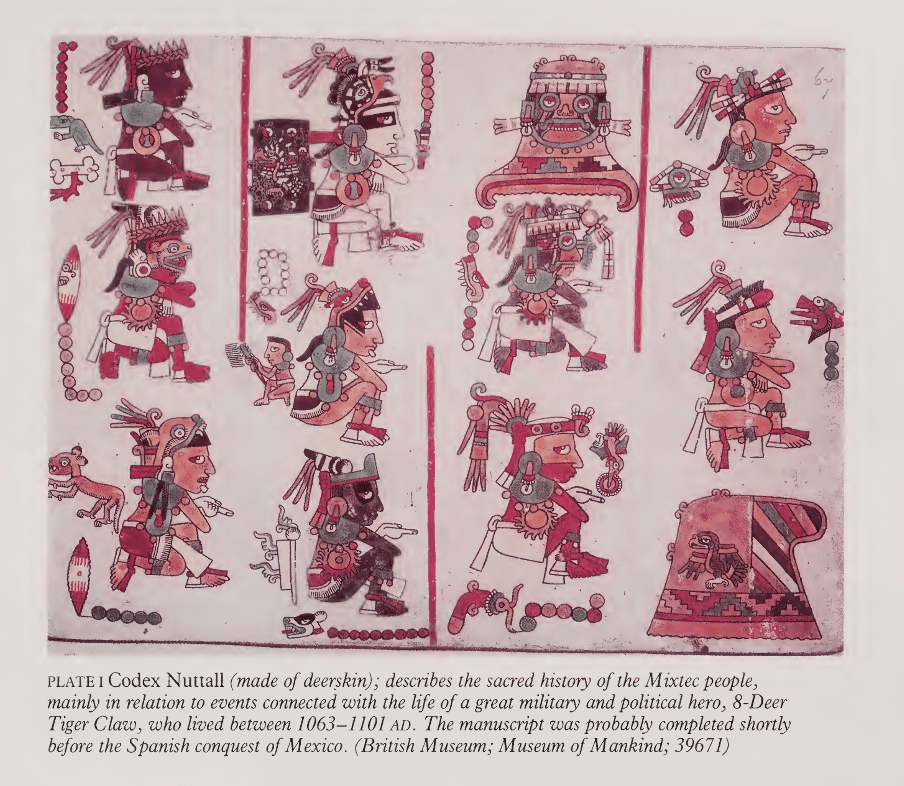 PLATE 1 Codex Nuttall (made of deerskin); describes the sacred history of the Mixtec people,
mainly in relation to events connected with the life of a great military and political hero, 8-Deer
Tiger Claw, who lived between 1063–1101 AD. The manuscript was probably completed shortly
before the Spanish conquest of Mexico. (British Museum; Museum of Mankind; 39671)